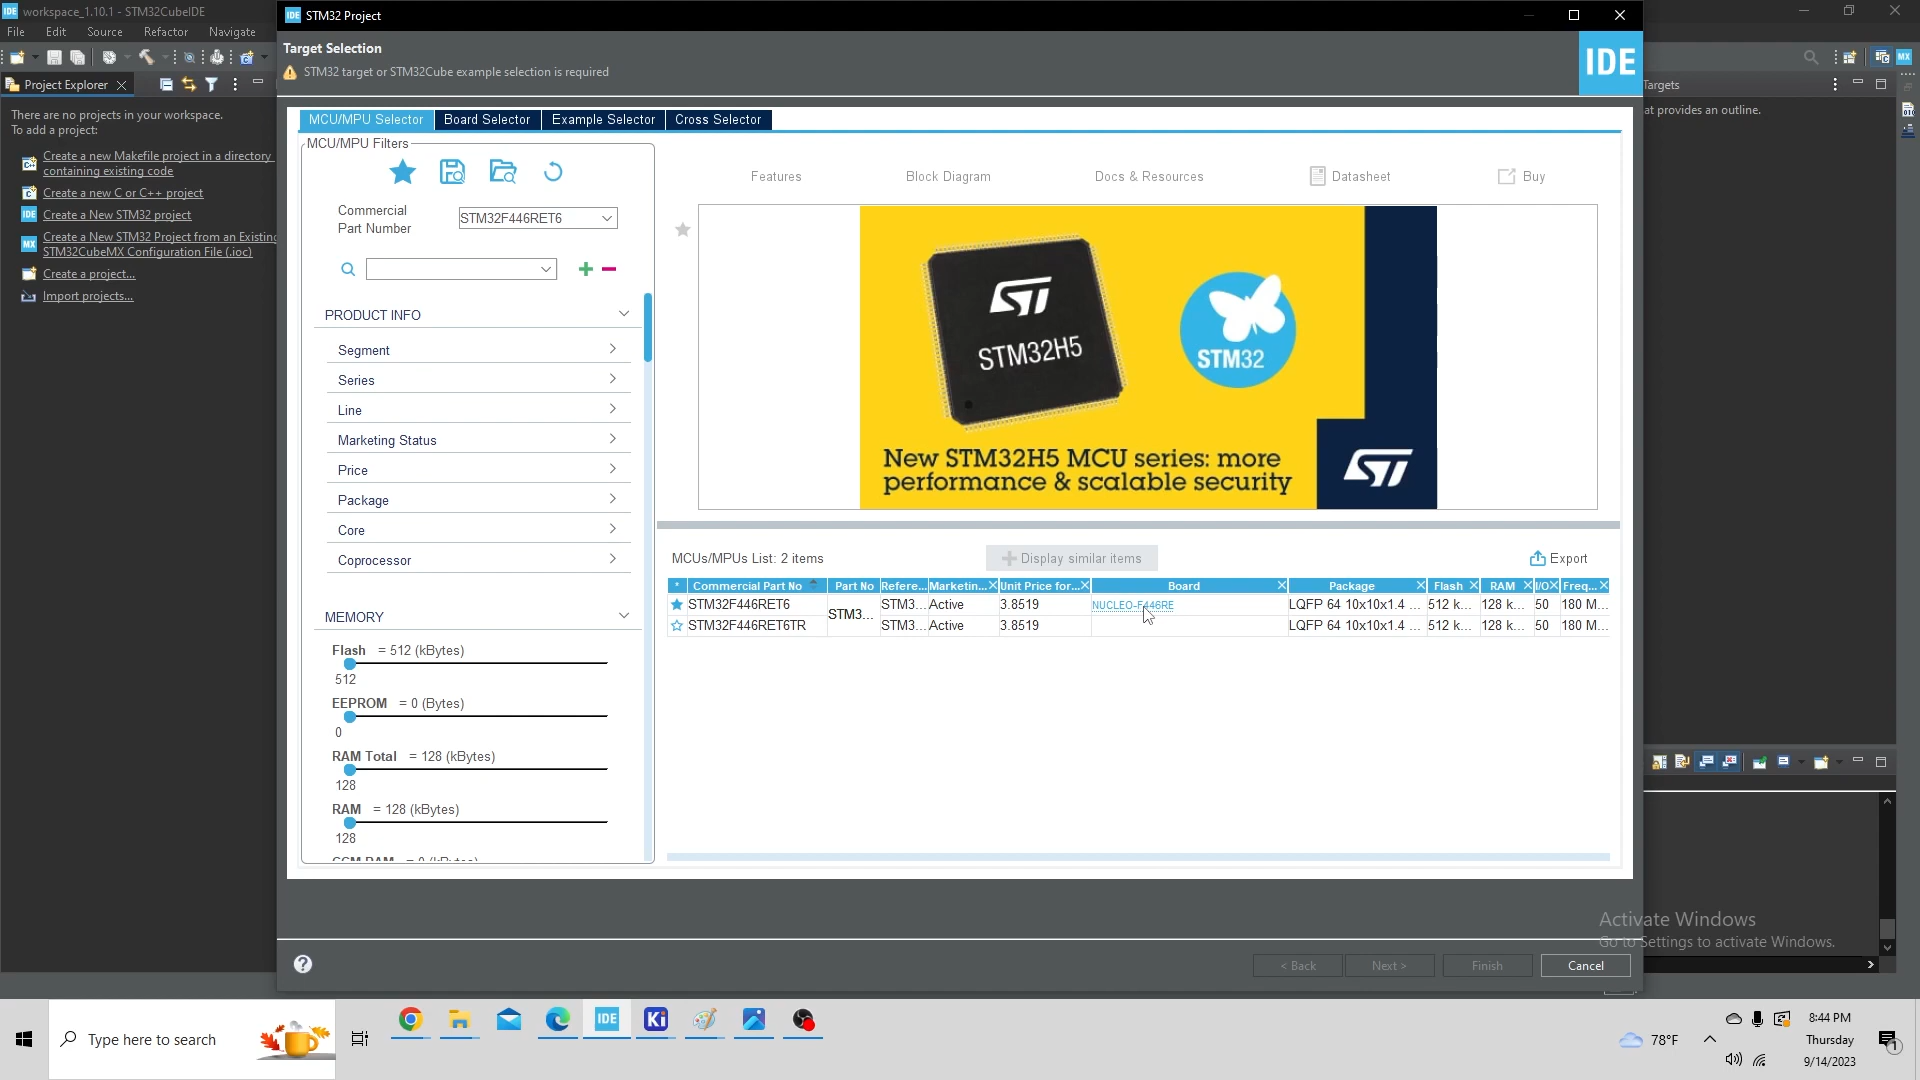 workspace_1.10.1 - STM32CubeIDE
File Edit Source Refactor Navigate
Project Explorer
There are no projects in your workspace.
To add a project:
Create a new Makefile project in a directory
containing existing code
Create a new C or C++ project
Create a New STM32 project
Create a New STM32 Project from an Existing
STM32CubeMX Configuration File (.ioc)
Create a project...
Import projects...
IDE STM32 Project
Target Selection
STM32 target or STM32Cube example selection is required
IDE
MCU/MPU Selector Board Selector Example Selector Cross Selector
MCU/MPU Filters
Commercial
Part Number
STM32F446RET6
PRODUCT INFO
Segment
Series
Line
Marketing Status
Price
Package
Core
Coprocessor
MEMORY
Flash = 512 (kBytes)
512
EEPROM = 0 (Bytes)
0
RAM Total = 128 (kBytes)
128
RAM = 128 (kBytes)
128
Features Block Diagram Docs & Resources Datasheet Buy
STM32H5
STM32
New STM32H5 MCU series: more
performance & scalable security
MCUs/MPUs List: 2 items
Display similar items
Export
* Commercial Part No Part No Refere... Marketin... Unit Price for... Board Package Flash RAM I/O Freq...
STM32F446RET6 STM3... STM3... Active 3.8519 NUCLEO-F446RE LQFP 64 10x10x1.4 ... 512 k... 128 k... 50 180 M...
STM32F446RET6TR STM3... Active 3.8519 LQFP 64 10x10x1.4 ... 512 k... 128 k... 50 180 M...
< Back Next > Finish Cancel
Targets
at provides an outline.
MX
Activate Windows
Go to Settings to activate Windows.
Type here to search
IDE
Ki
78°F
8:44 PM
Thursday
9/14/2023
1